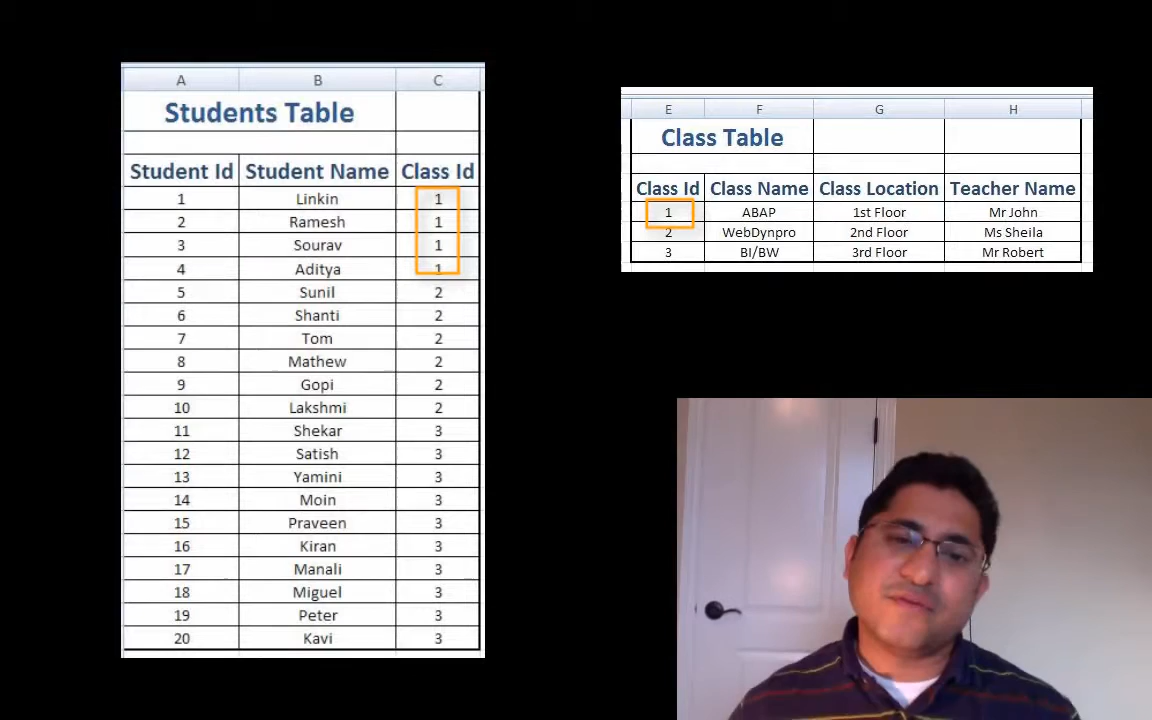 A B C
Students Table
Student Id Student Name Class Id
1 Linkin 1
2 Ramesh 1
3 Sourav 1
4 Aditya 1
5 Sunil 2
6 Shanti 2
7 Tom 2
8 Mathew 2
9 Gopi 2
10 Lakshmi 2
11 Shekar 3
12 Satish 3
13 Yamini 3
14 Moin 3
15 Praveen 3
16 Kiran 3
17 Manali 3
18 Miguel 3
19 Peter 3
20 Kavi 3
E F G H
Class Table
Class Id Class Name Class Location Teacher Name
1 ABAP 1st Floor Mr John
2 WebDynpro 2nd Floor Ms Sheila
3 BI/BW 3rd Floor Mr Robert